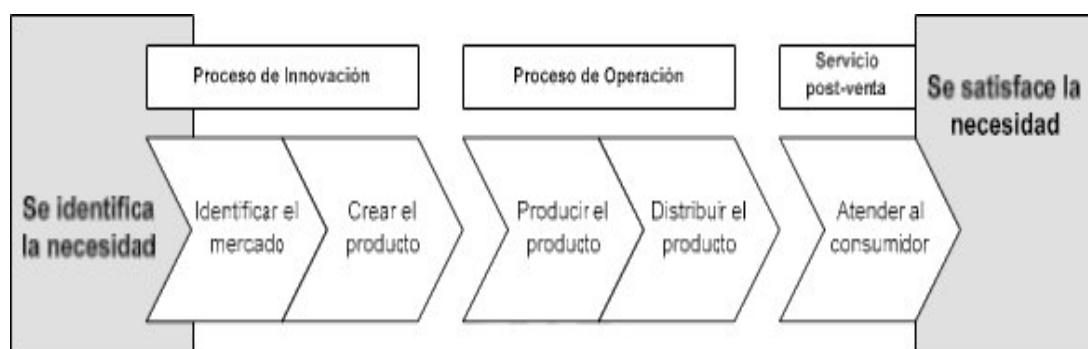 Se identifica
la necesidad
Proceso de Innovación
Identificar el
mercado
Crear el
producto
Proceso de Operación
Producir el
producto
Distribuir el
producto
Servicio
post-venta
Atender al
consumidor
Se satisface la
necesidad